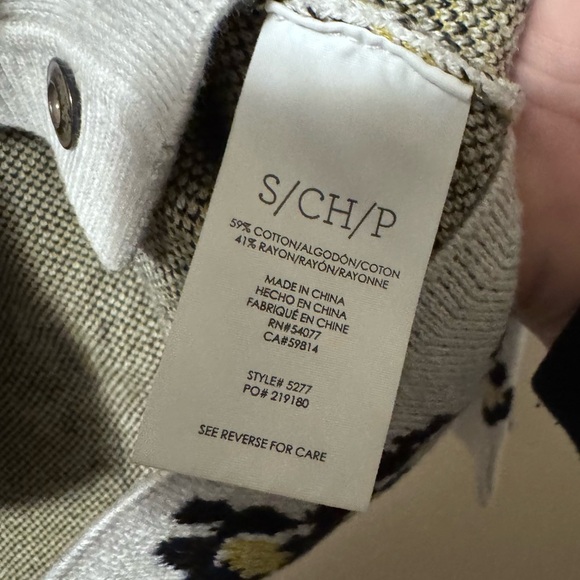 S/CH/P
59% COTTON/ALGODÓN/COTON
41% RAYON/RAYÓN/RAYONNE
MADE IN CHINA
HECHO EN CHINA
FABRIQUÉ EN CHINE
RN#54077
CA#59814
STYLE# 5277
PO# 219180
SEE REVERSE FOR CARE